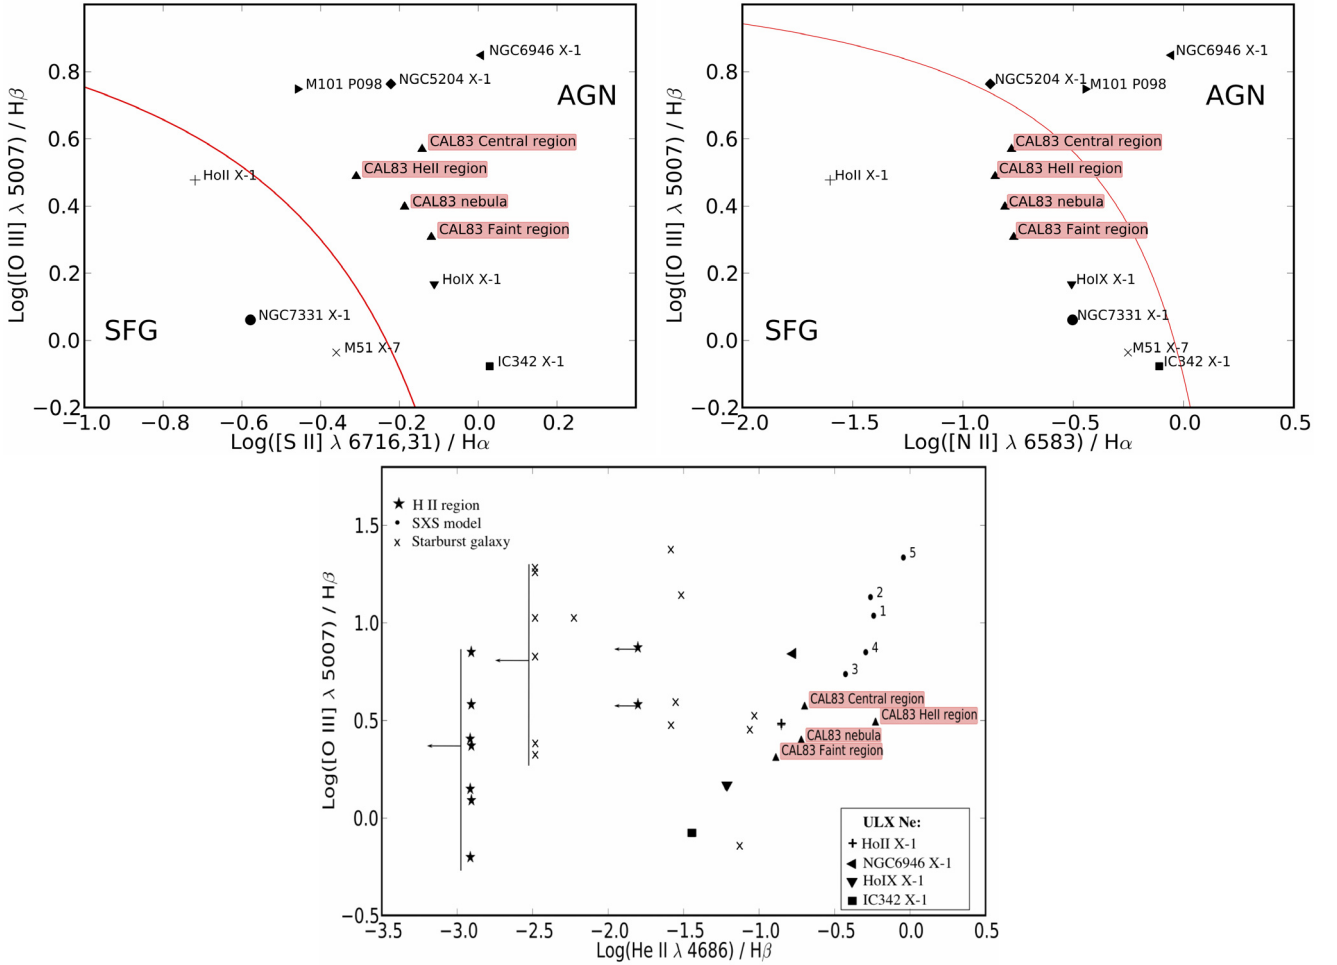 NGC6946 X-1
0.8
M101 P098
NGC5204 X-1
AGN
0.6
CAL83 Central region
CAL83 HeII region
HoII X-1
0.4
CAL83 nebula
CAL83 Faint region
0.2
HoIX X-1
SFG
NGC7331 X-1
0.0
M51 X-7
IC342 X-1
−0.2
−1.0 −0.8 −0.6 −0.4 −0.2 0.0 0.2
Log([S II] λ 6716,31) / Hα
Log([O III] λ 5007) / Hβ
NGC6946 X-1
0.8
NGC5204 X-1
M101 P098
AGN
0.6
CAL83 Central region
CAL83 HeII region
HoII X-1
0.4
CAL83 nebula
CAL83 Faint region
0.2
HoIX X-1
SFG
NGC7331 X-1
0.0
M51 X-7
IC342 X-1
−0.2
−2.0 −1.5 −1.0 −0.5 0.0 0.5
Log([N II] λ 6583) / Hα
Log([O III] λ 5007) / Hβ
H II region
SXS model
Starburst galaxy
1.5
5
2
1
1.0
4
3
CAL83 Central region
CAL83 HeII region
0.5
CAL83 nebula
CAL83 Faint region
0.0
ULX Ne:
HoII X-1
NGC6946 X-1
HoIX X-1
IC342 X-1
−0.5
−3.5 −3.0 −2.5 −2.0 −1.5 −1.0 −0.5 0.0 0.5
Log(He II λ 4686) / Hβ
Log([O III] λ 5007) / Hβ